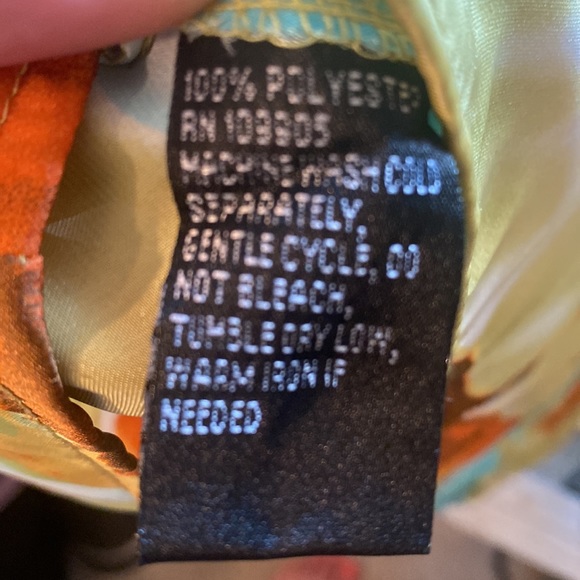 100% POLYESTER
RN 109905
MACHINE WASH COLD
SEPARATELY,
GENTLE CYCLE, DO
NOT BLEACH,
TUMBLE DRY LOW,
WARM IRON IF
NEEDED